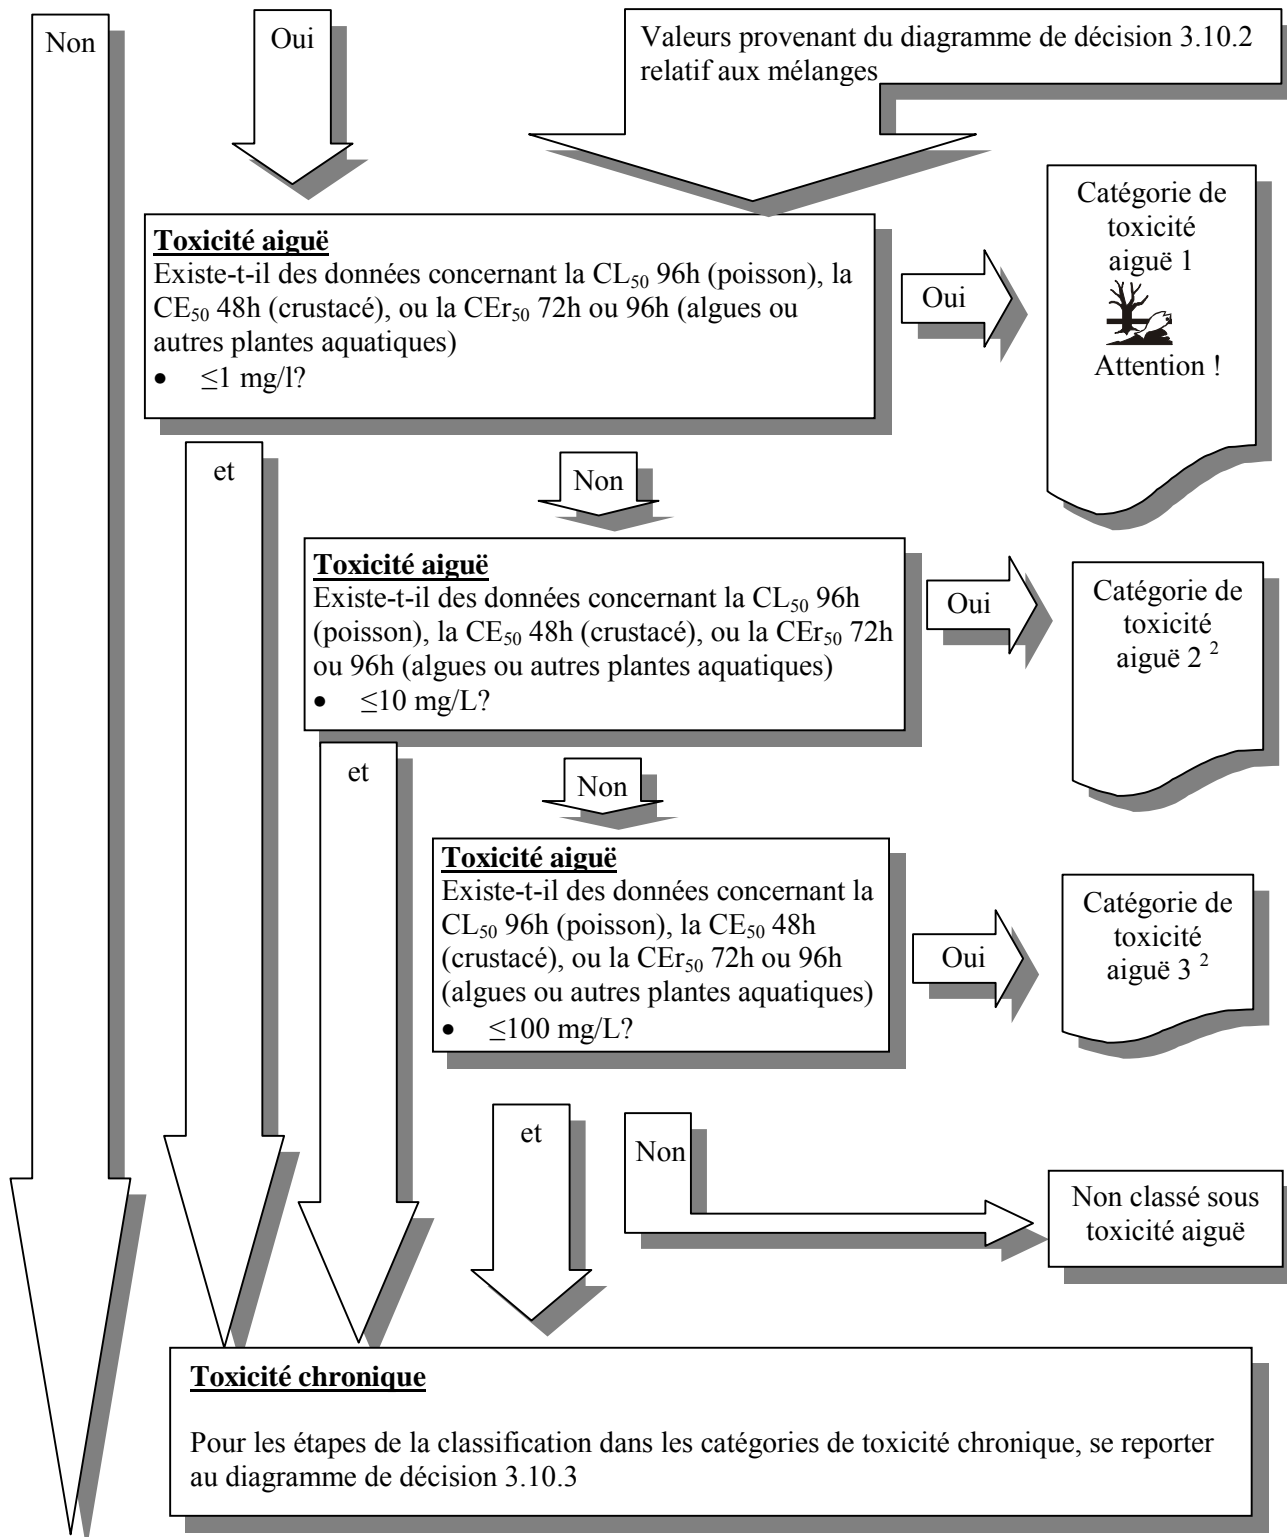 Non
Oui
Valeurs provenant du diagramme de décision 3.10.2
relatif aux mélanges
Toxicité aiguë
Existe-t-il des données concernant la CL50 96h (poisson), la
CE50 48h (crustacé), ou la CEr50 72h ou 96h (algues ou
autres plantes aquatiques)
• ≤1 mg/l?
Oui
Catégorie de
toxicité
aiguë 1
Attention !
et
Non
Toxicité aiguë
Existe-t-il des données concernant la CL50 96h
(poisson), la CE50 48h (crustacé), ou la CEr50 72h
ou 96h (algues ou autres plantes aquatiques)
• ≤10 mg/L?
Oui
Catégorie de
toxicité
aiguë 2 ²
et
Non
Toxicité aiguë
Existe-t-il des données concernant la
CL50 96h (poisson), la CE50 48h
(crustacé), ou la CEr50 72h ou 96h
(algues ou autres plantes aquatiques)
• ≤100 mg/L?
Oui
Catégorie de
toxicité
aiguë 3 ²
et
Non
Non classé sous
toxicité aiguë
Toxicité chronique
Pour les étapes de la classification dans les catégories de toxicité chronique, se reporter
au diagramme de décision 3.10.3